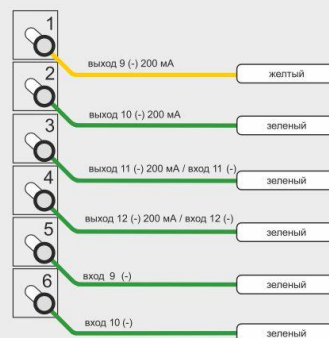 1
выход 9 (-) 200 мА
желтый
2
выход 10 (-) 200 мА
зеленый
3
выход 11 (-) 200 мА / вход 11 (-)
зеленый
4
выход 12 (-) 200 мА / вход 12 (-)
зеленый
5
вход 9 (-)
зеленый
6
вход 10 (-)
зеленый